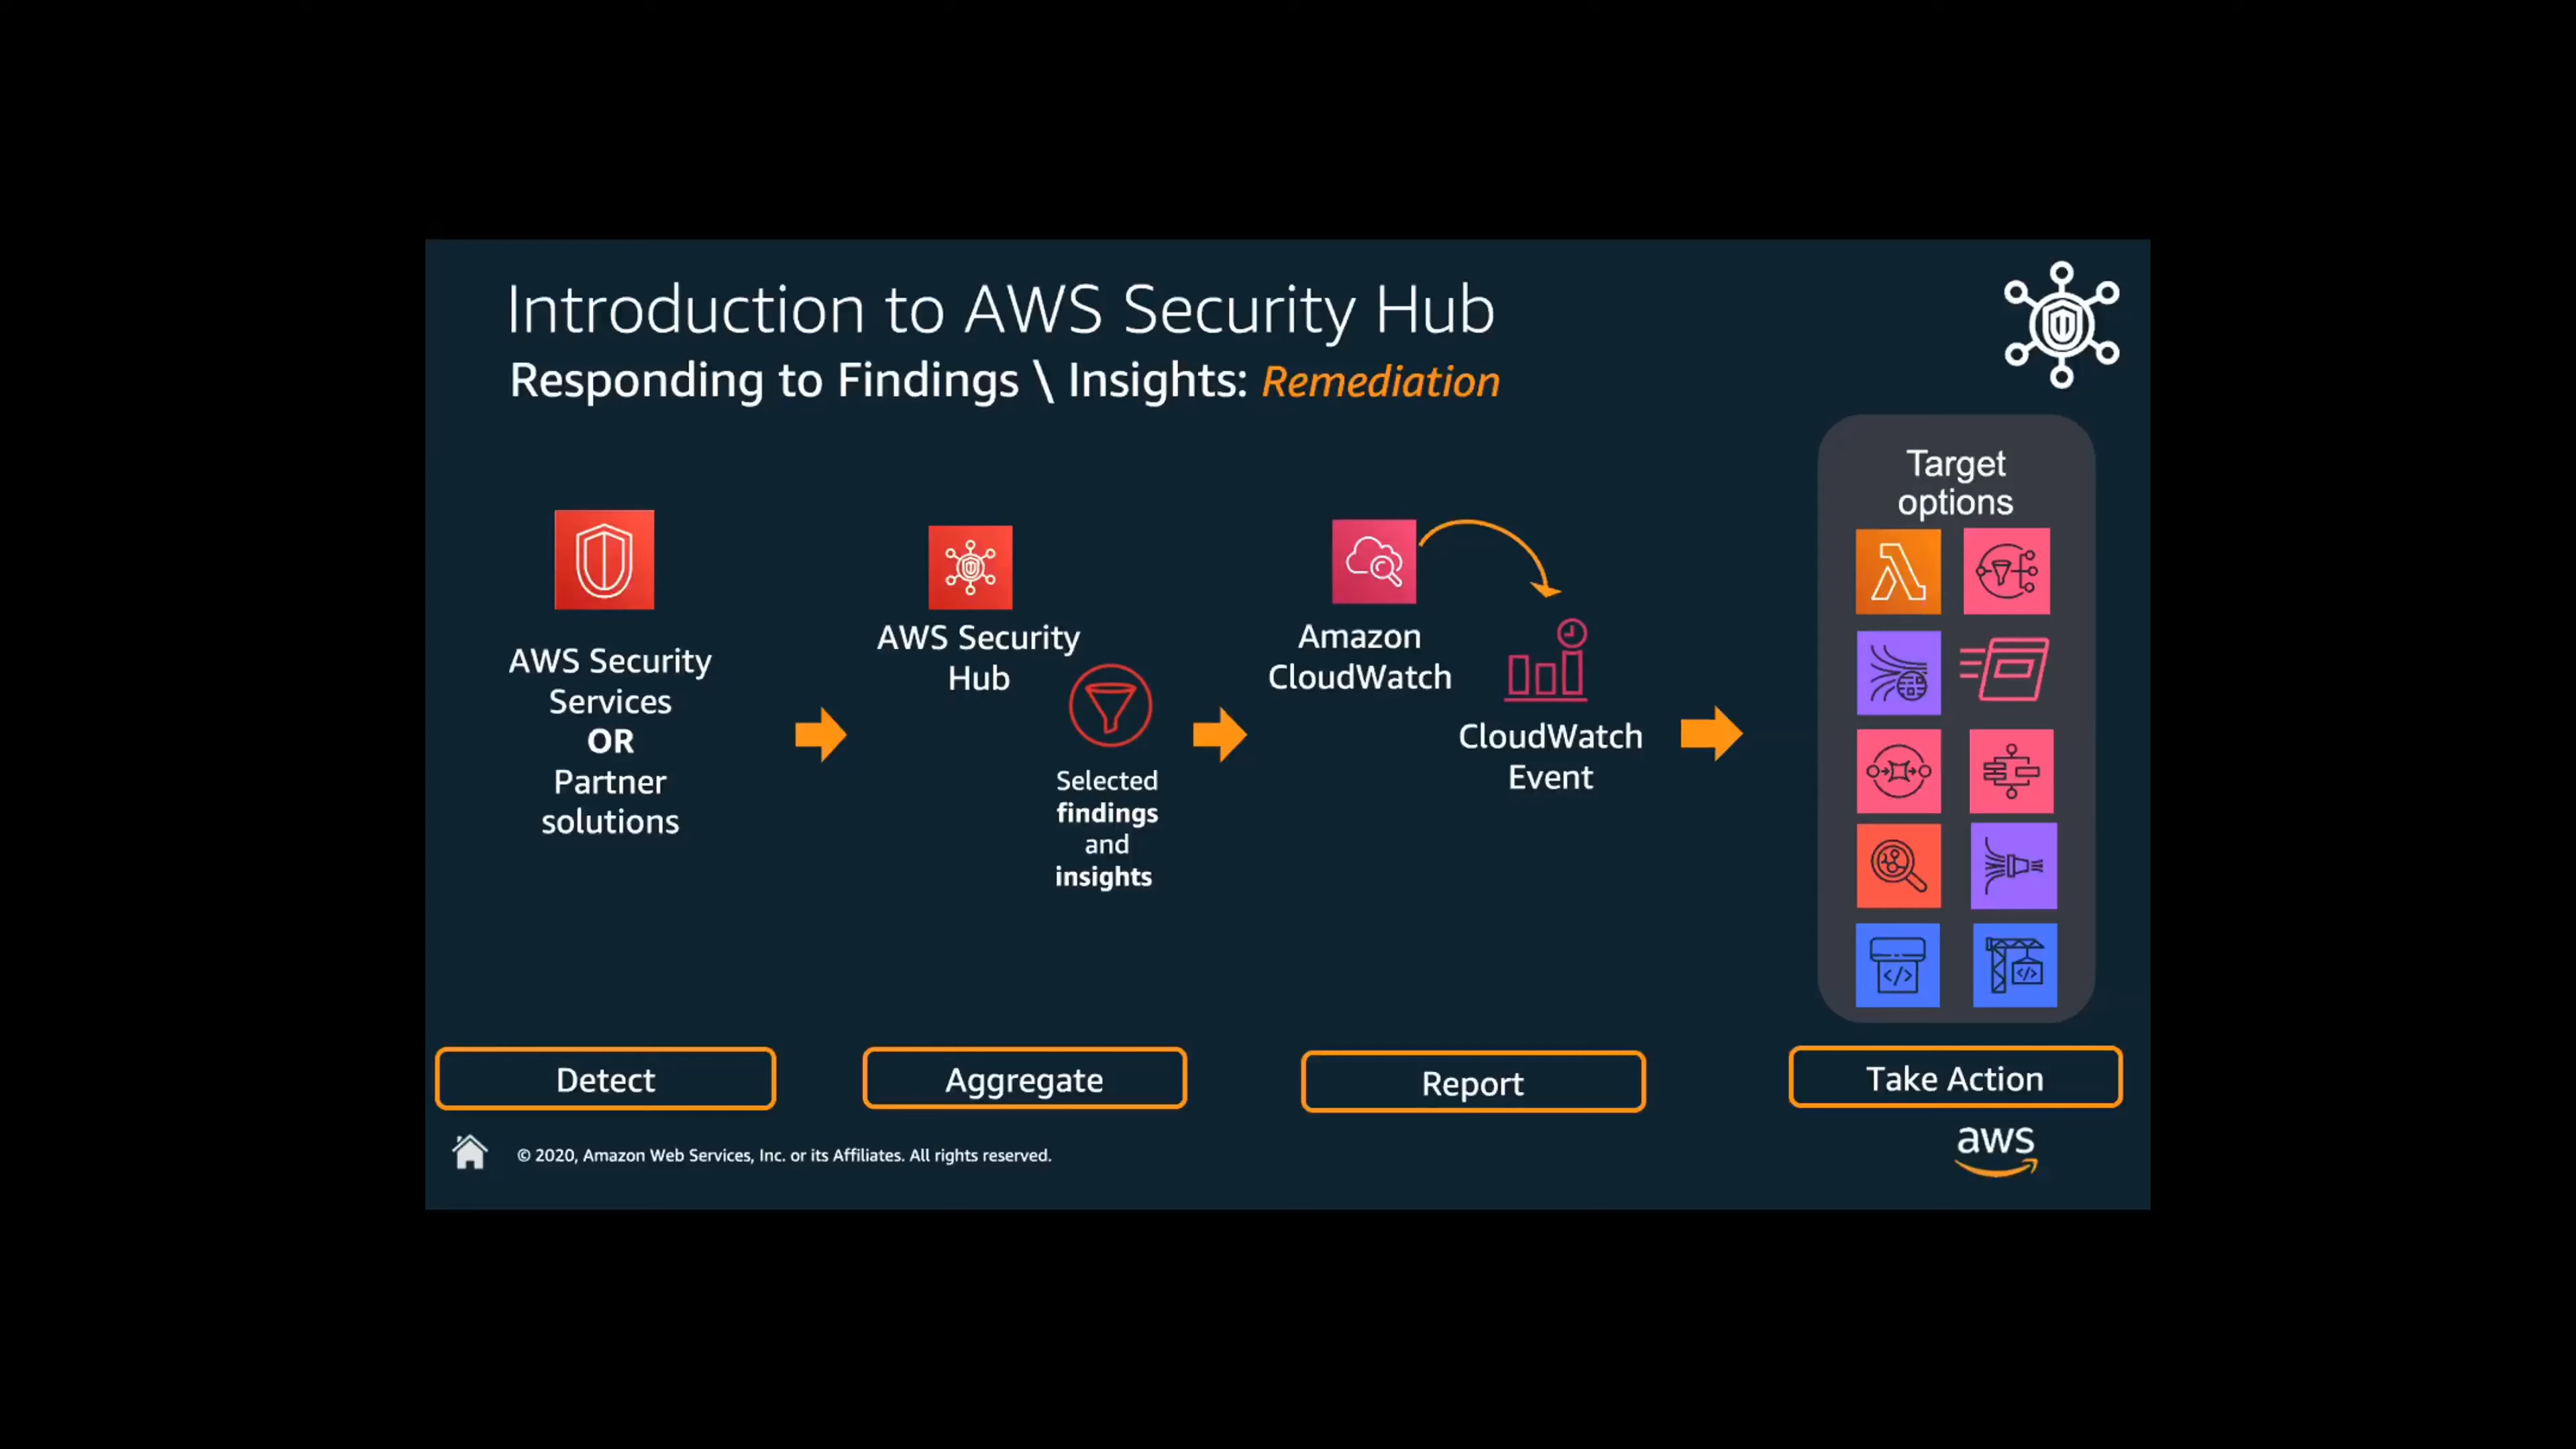 Introduction to AWS Security Hub
Responding to Findings \ Insights: Remediation
AWS Security
Services
OR
Partner
solutions
AWS Security
Hub
Selected
findings
and
insights
Amazon
CloudWatch
CloudWatch
Event
Target
options
Detect
Aggregate
Report
Take Action
© 2020, Amazon Web Services, Inc. or its Affiliates. All rights reserved.
aws